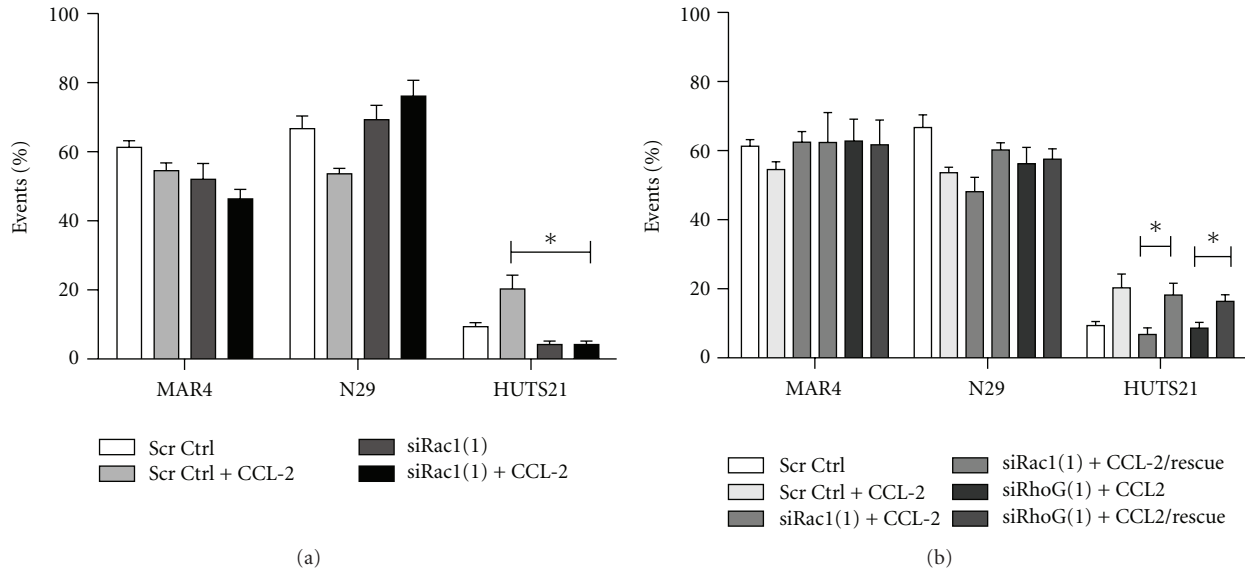 100
80
60
40
20
0
Events (%)
*
MAR4
N29
HUTS21
Scr Ctrl
Scr Ctrl + CCL-2
siRac1(1)
siRac1(1) + CCL-2
(a)
100
80
60
40
20
0
Events (%)
*
*
MAR4
N29
HUTS21
Scr Ctrl
Scr Ctrl + CCL-2
siRac1(1) + CCL-2
siRac1(1) + CCL-2/rescue
siRhoG(1) + CCL2
siRhoG(1) + CCL2/rescue
(b)